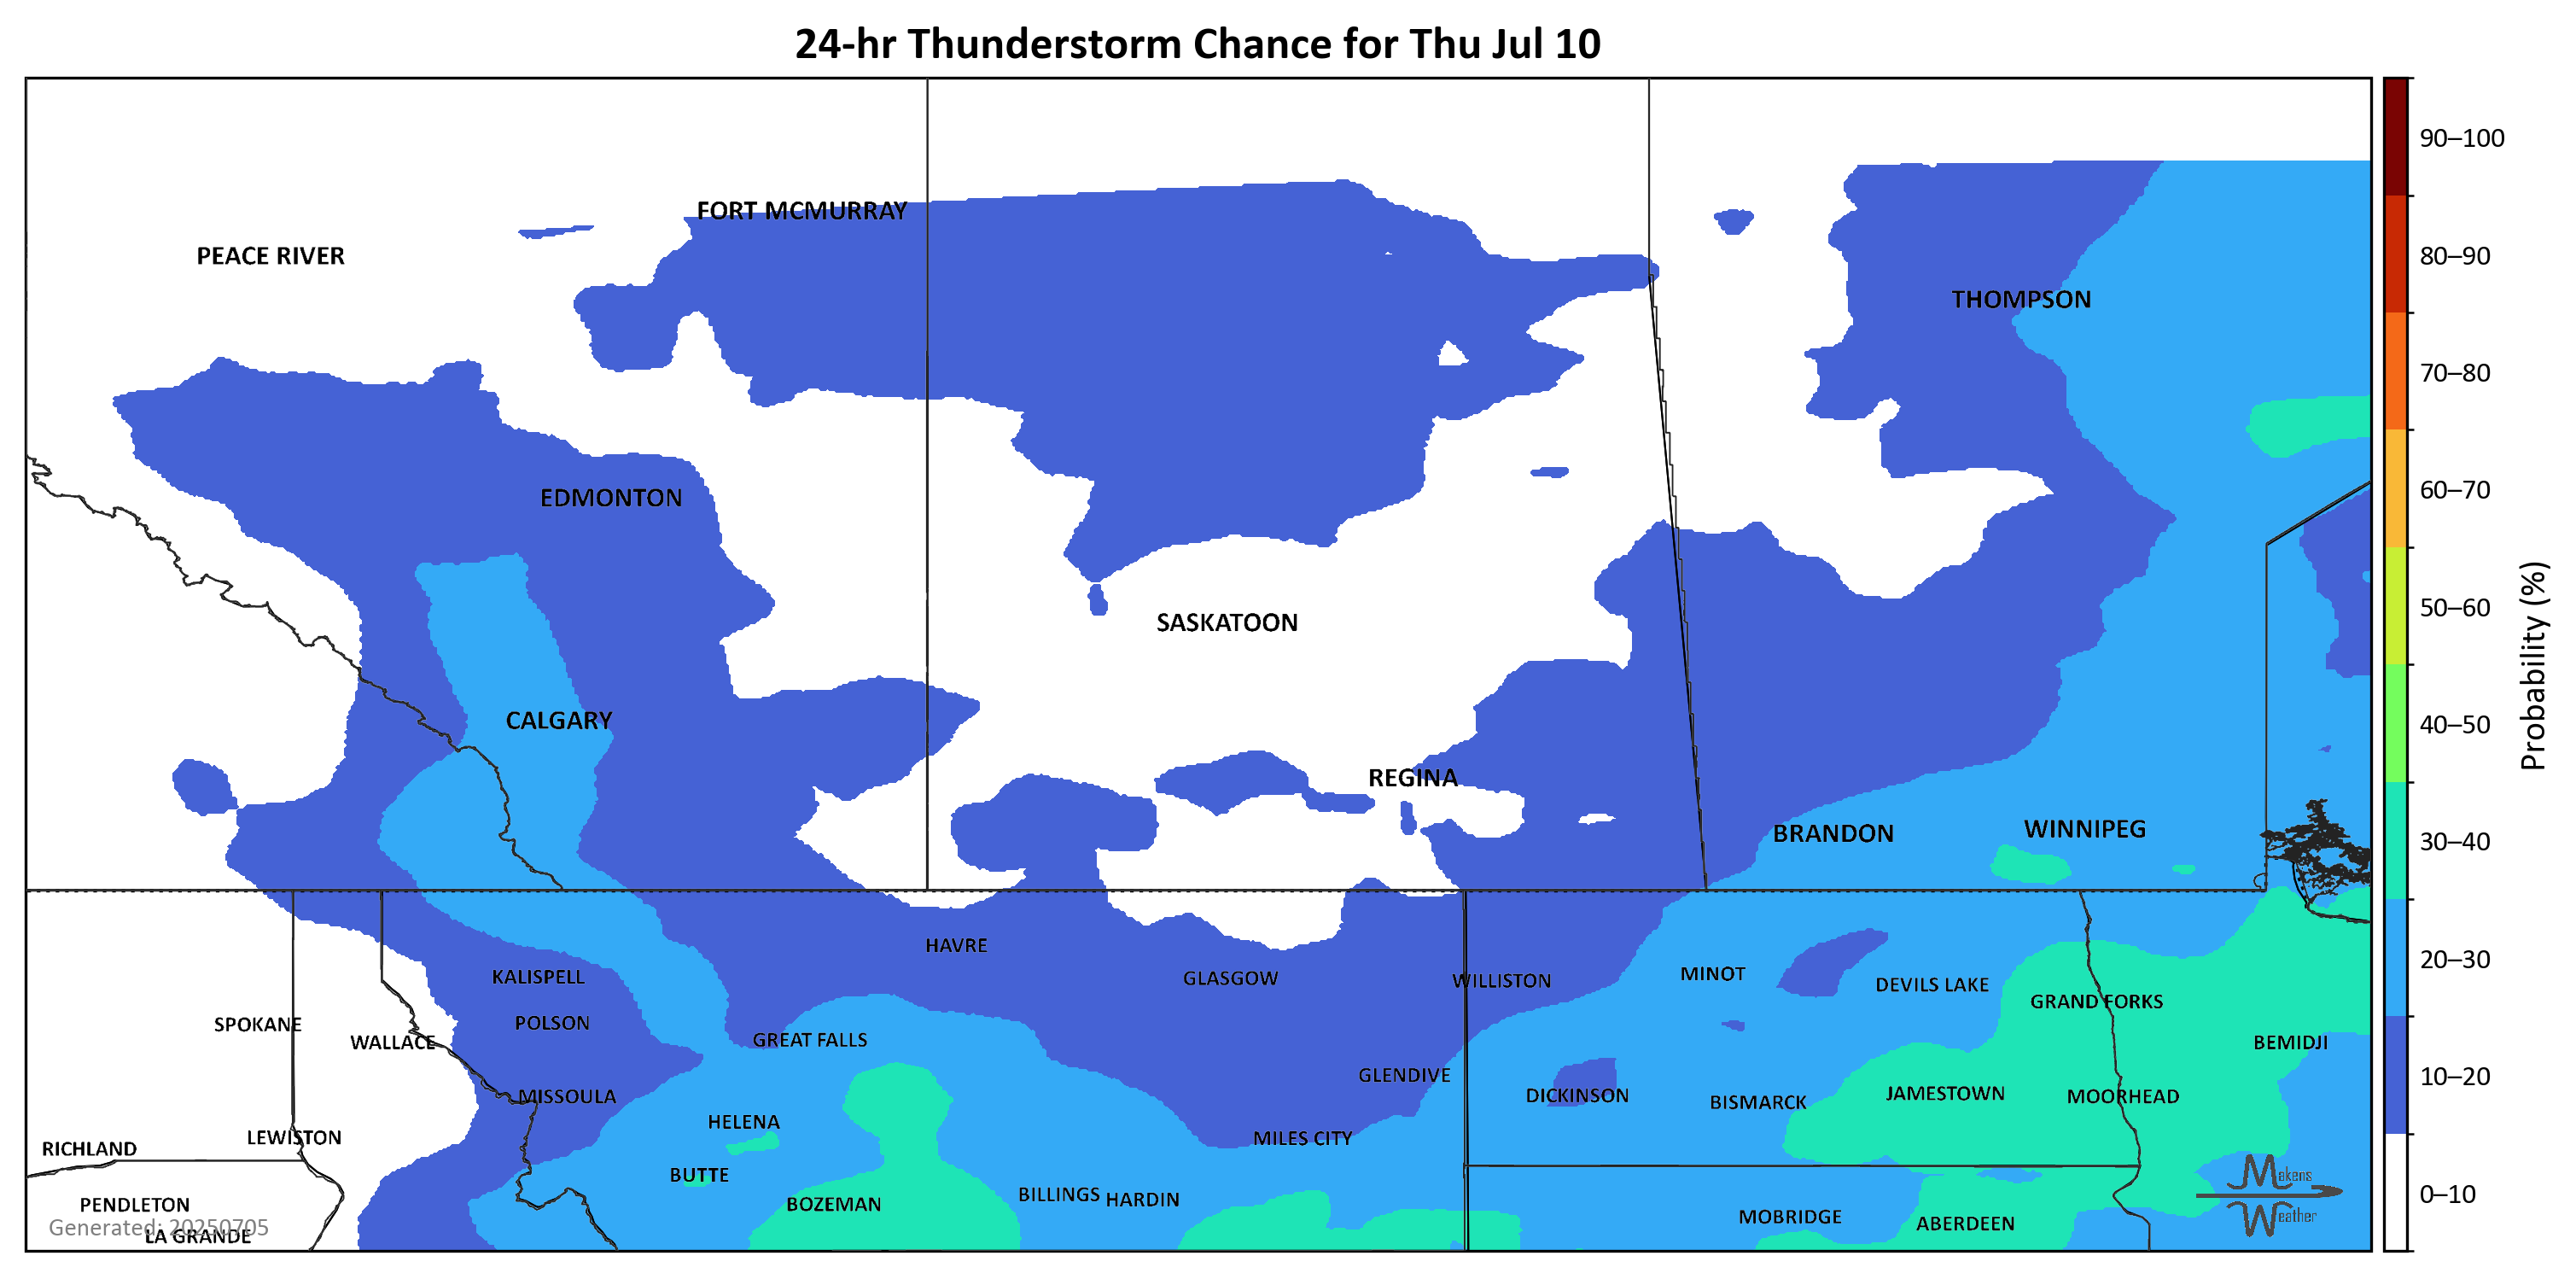 24-hr Thunderstorm Chance for Thu Jul 10
90–100
FORT MCMURRAY
PEACE RIVER
80–90
THOMPSON
70–80
60–70
EDMONTON
50–60
SASKATOON
Probability (%)
CALGARY
40–50
REGINA
WINNIPEG
BRANDON
30–40
HAVRE
20–30
MINOT
KALISPELL
GLASGOW
WILLISTON
DEVILS LAKE
GRAND FORKS
SPOKANE
POLSON
GREAT FALLS
WALLACE
BEMIDJI
GLENDIVE
10–20
MISSOULA
DICKINSON
BISMARCK
JAMESTOWN
MOORHEAD
HELENA
LEWISTON
MILES CITY
RICHLAND
BUTTE
Makens
BILLINGS
HARDIN
0–10
PENDLETON
BOZEMAN
MOBRIDGE
Weather
ABERDEEN
Generated: 20250705
LA GRANDE